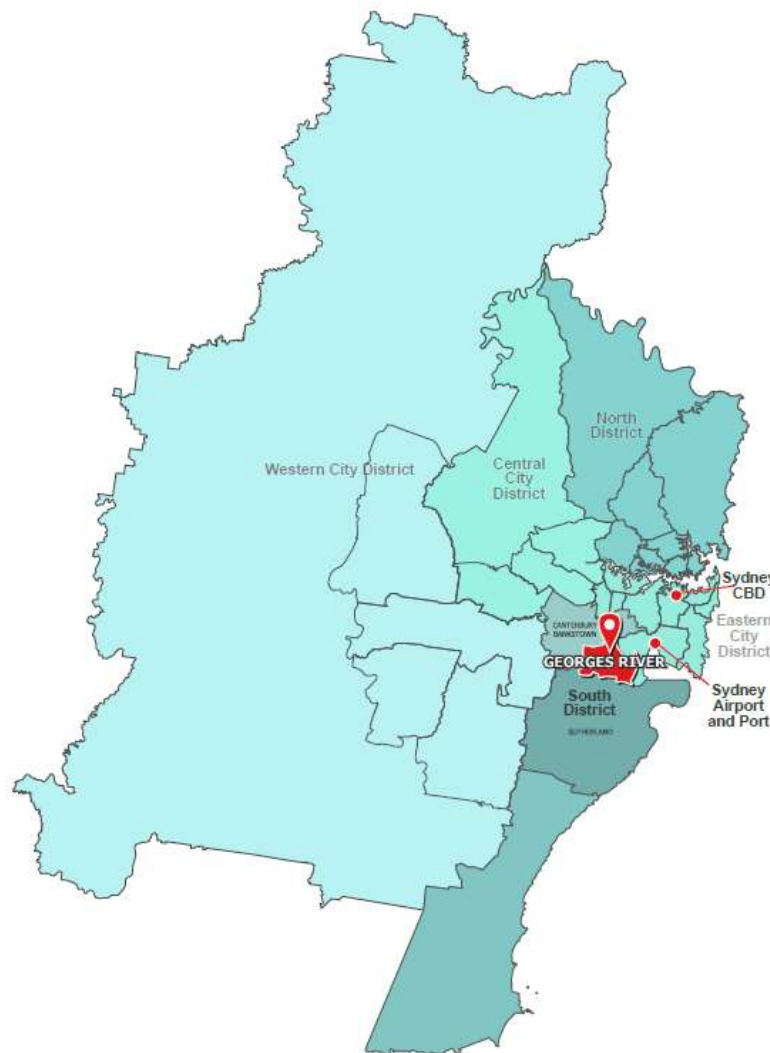 North
District
Western City District
Central
City
District
Sydney
CBD
Eastern
City
District
CANTERBURY
BANKSTOWN
GEORGES RIVER
South
District
SUTHERLAND
Sydney
Airport
and Port